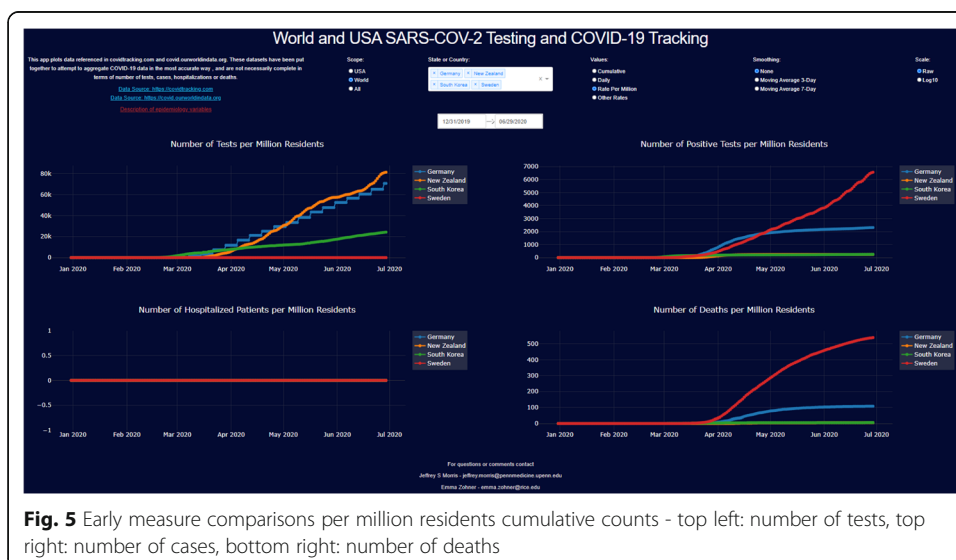 World and USA SARS-COV-2 Testing and COVID-19 Tracking
This app plots data referenced in covidtracking.com and covid.ourworldindata.org. These datasets have been put
together to attempt to aggregate COVID-19 data in the most accurate way , and are not necessarily complete in
terms of number of tests, cases, hospitalizations or deaths.
Data Source: https://covidtracking.com
Data Source: https://covid.ourworldindata.org
Description of epidemiology variables
Scope:
USA
World
All
State or Country:
× Germany × New Zealand
× South Korea × Sweden
12/31/2019 → 06/29/2020
Values:
Cumulative
Daily
Rate Per Million
Other Rates
Smoothing:
None
Moving Average 3-Day
Moving Average 7-Day
Scale:
Raw
Log10
Number of Tests per Million Residents
80k
60k
40k
20k
0
Jan 2020 Feb 2020 Mar 2020 Apr 2020 May 2020 Jun 2020 Jul 2020
Germany
New Zealand
South Korea
Sweden
Number of Positive Tests per Million Residents
7000
6000
5000
4000
3000
2000
1000
0
Jan 2020 Feb 2020 Mar 2020 Apr 2020 May 2020 Jun 2020 Jul 2020
Germany
New Zealand
South Korea
Sweden
Number of Hospitalized Patients per Million Residents
1
0.5
0
−0.5
−1
Jan 2020 Feb 2020 Mar 2020 Apr 2020 May 2020 Jun 2020 Jul 2020
Germany
New Zealand
South Korea
Sweden
Number of Deaths per Million Residents
500
400
300
200
100
0
Jan 2020 Feb 2020 Mar 2020 Apr 2020 May 2020 Jun 2020 Jul 2020
Germany
New Zealand
South Korea
Sweden
For questions or comments contact
Jeffrey S Morris - jeffrey.morris@pennmedicine.upenn.edu
Emma Zohner - emma.zohner@rice.edu
Fig. 5 Early measure comparisons per million residents cumulative counts - top left: number of tests, top
right: number of cases, bottom right: number of deaths